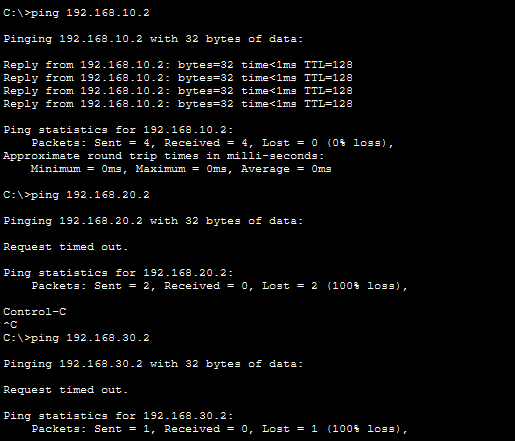 C:\>ping 192.168.10.2
Pinging 192.168.10.2 with 32 bytes of data:
Reply from 192.168.10.2: bytes=32 time<1ms TTL=128
Reply from 192.168.10.2: bytes=32 time<1ms TTL=128
Reply from 192.168.10.2: bytes=32 time<1ms TTL=128
Reply from 192.168.10.2: bytes=32 time<1ms TTL=128
Ping statistics for 192.168.10.2:
    Packets: Sent = 4, Received = 4, Lost = 0 (0% loss),
Approximate round trip times in milli-seconds:
    Minimum = 0ms, Maximum = 0ms, Average = 0ms
C:\>ping 192.168.20.2
Pinging 192.168.20.2 with 32 bytes of data:
Request timed out.
Ping statistics for 192.168.20.2:
    Packets: Sent = 2, Received = 0, Lost = 2 (100% loss),
Control-C
^C
C:\>ping 192.168.30.2
Pinging 192.168.30.2 with 32 bytes of data:
Request timed out.
Ping statistics for 192.168.30.2:
    Packets: Sent = 1, Received = 0, Lost = 1 (100% loss),